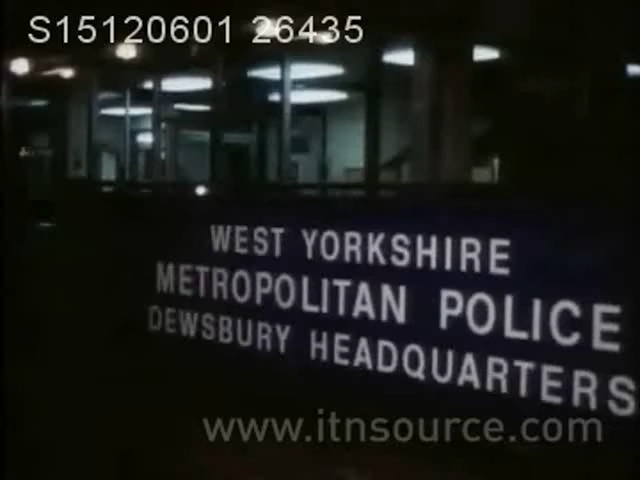 S15120601 26435
WEST YORKSHIRE
METROPOLITAN POLICE
DEWSBURY HEADQUARTERS
www.itnsource.com